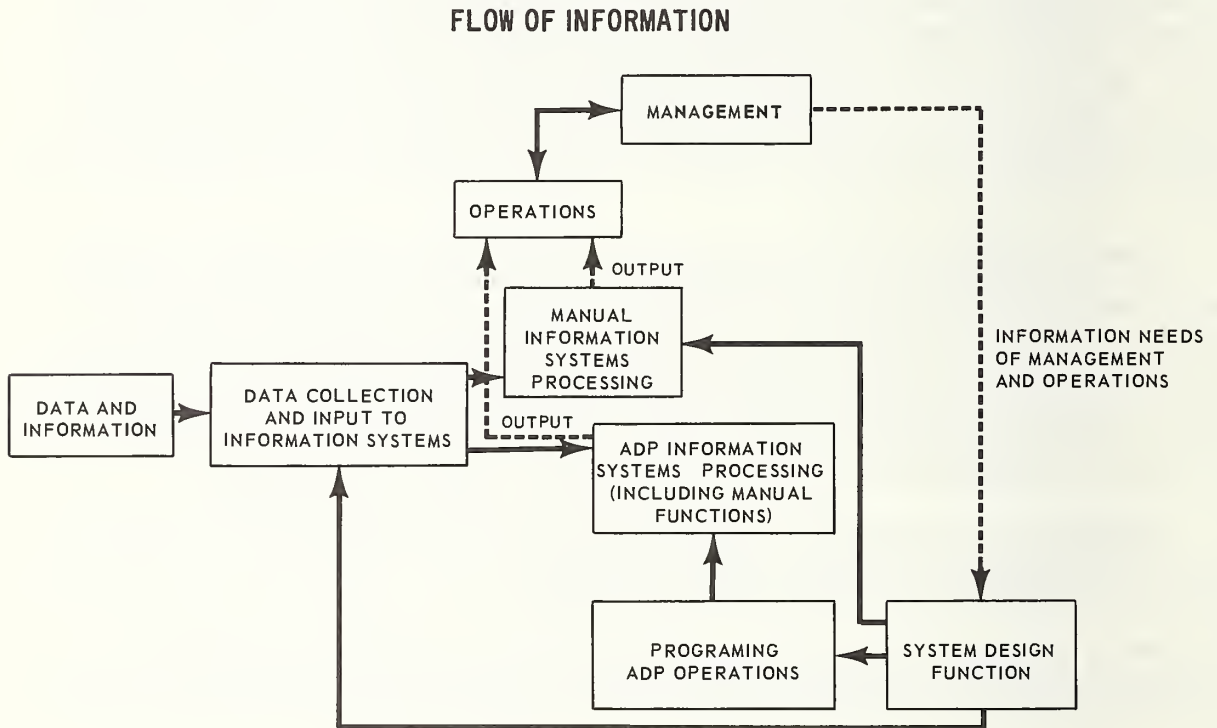 FLOW OF INFORMATION
MANAGEMENT
OPERATIONS
OUTPUT
MANUAL
INFORMATION
SYSTEMS
PROCESSING
INFORMATION NEEDS
OF MANAGEMENT
AND OPERATIONS
DATA AND
INFORMATION
DATA COLLECTION
AND INPUT TO
INFORMATION SYSTEMS
OUTPUT
ADP INFORMATION
SYSTEMS PROCESSING
(INCLUDING MANUAL
FUNCTIONS)
PROGRAMING
ADP OPERATIONS
SYSTEM DESIGN
FUNCTION